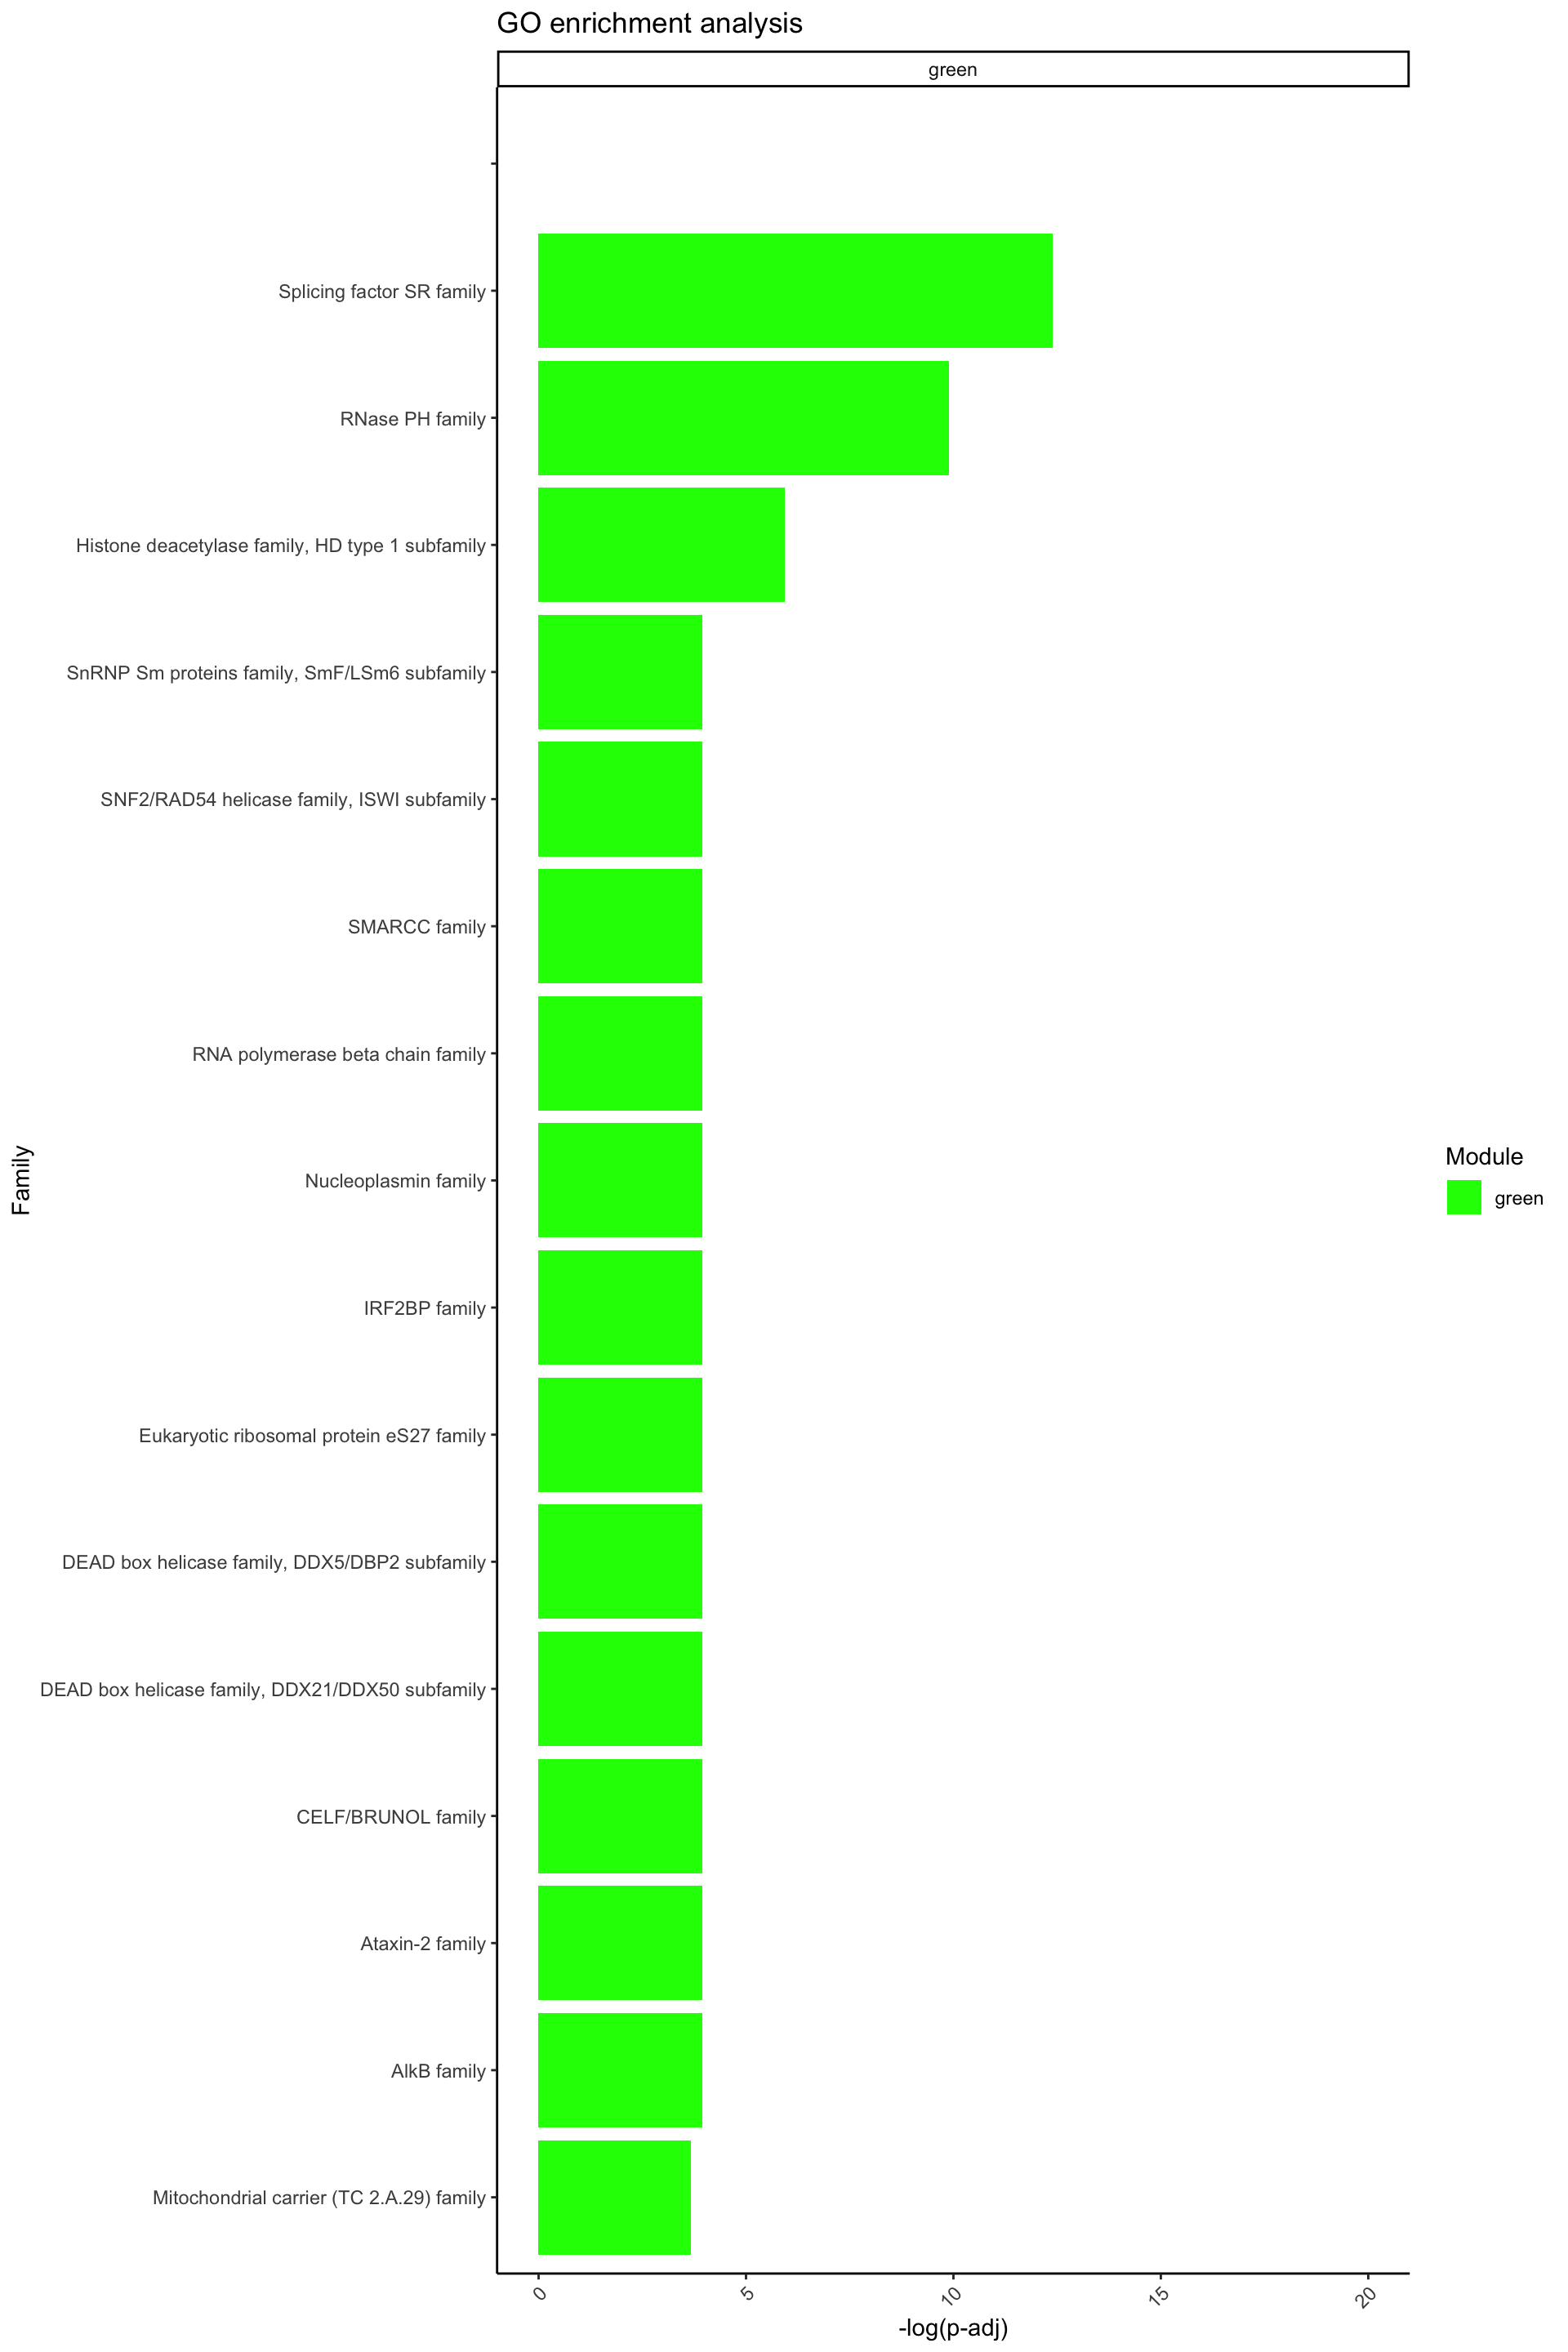 GO enrichment analysis
green
Splicing factor SR family
RNase PH family
Histone deacetylase family, HD type 1 subfamily
SnRNP Sm proteins family, SmF/LSm6 subfamily
SNF2/RAD54 helicase family, ISWI subfamily
SMARCC family
RNA polymerase beta chain family
Nucleoplasmin family
IRF2BP family
Eukaryotic ribosomal protein eS27 family
DEAD box helicase family, DDX5/DBP2 subfamily
DEAD box helicase family, DDX21/DDX50 subfamily
CELF/BRUNOL family
Ataxin-2 family
AlkB family
Mitochondrial carrier (TC 2.A.29) family
Family
0 5 10 15 20
-log(p-adj)
Module
green